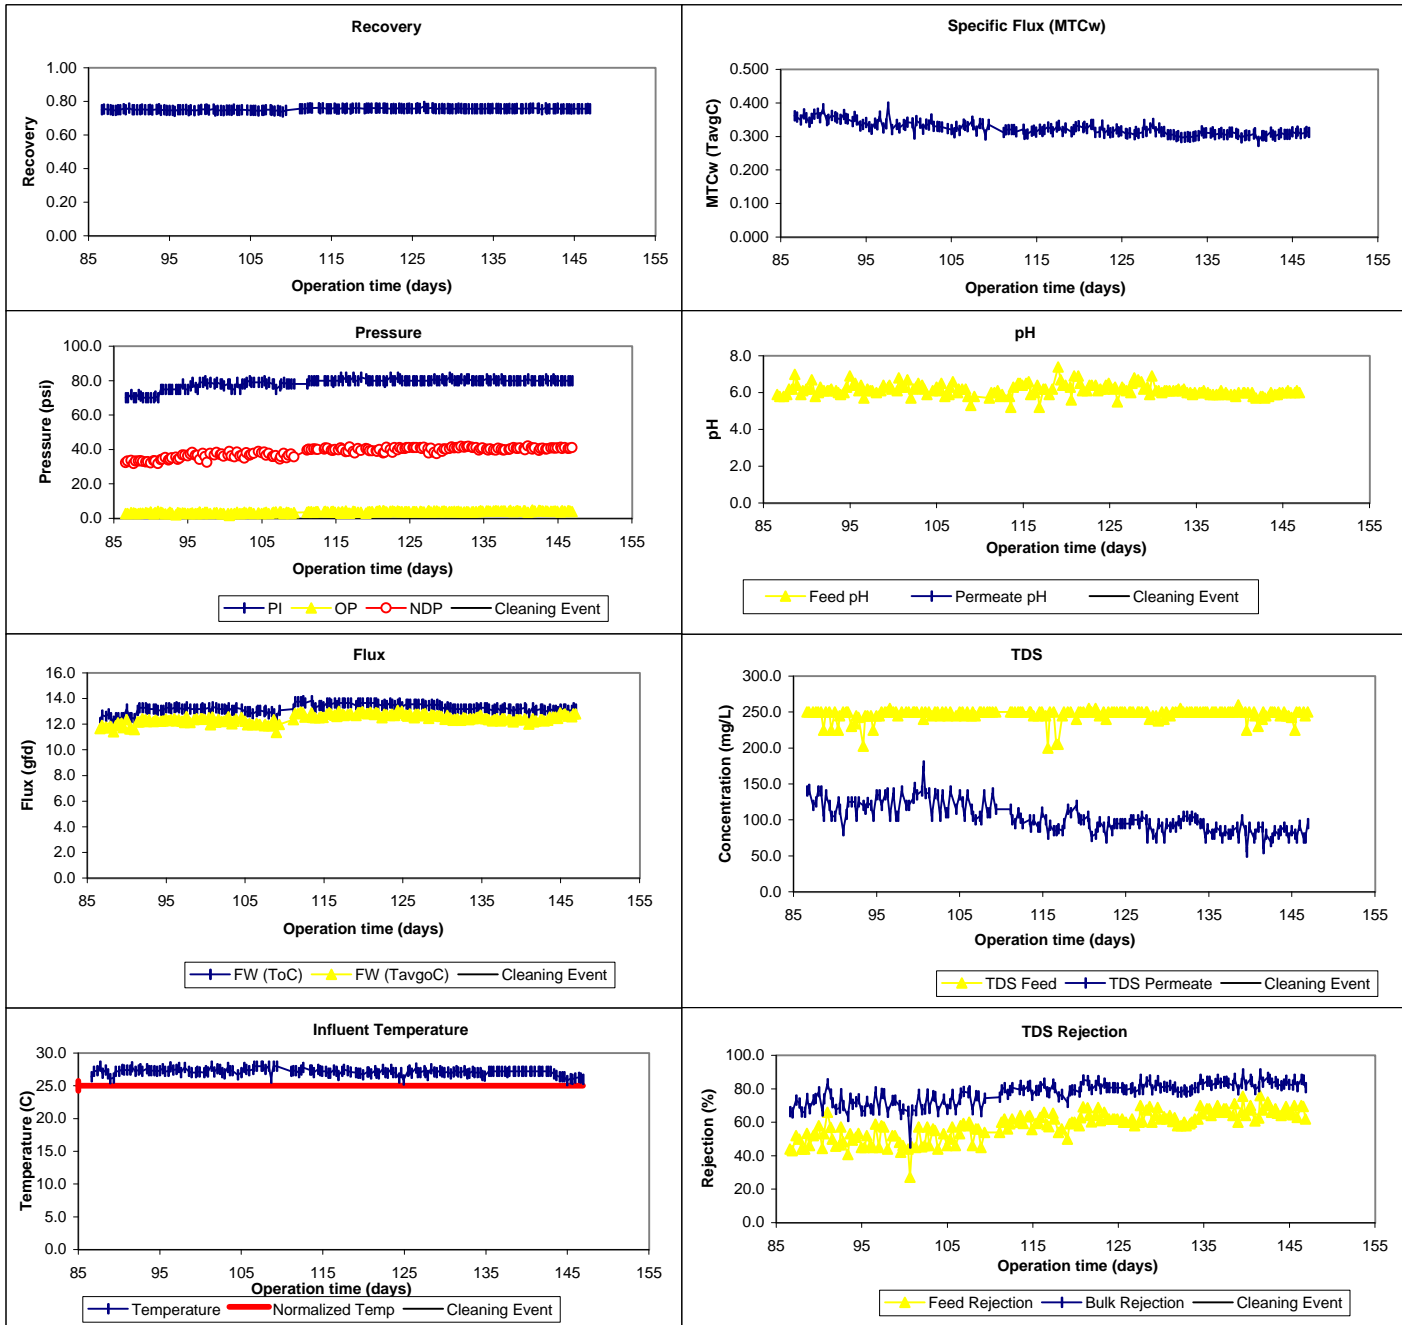 Recovery
1.00
0.80
0.60
0.40
0.20
0.00
Recovery
85 95 105 115 125 135 145 155
Operation time (days)
Specific Flux (MTCw)
0.500
0.400
0.300
0.200
0.100
0.000
MTCw (TavgC)
85 95 105 115 125 135 145 155
Operation time (days)
Pressure
100.0
80.0
60.0
40.0
20.0
0.0
Pressure (psi)
85 95 105 115 125 135 145 155
Operation time (days)
PI OP NDP Cleaning Event
pH
8.0
6.0
4.0
2.0
0.0
pH
85 95 105 115 125 135 145 155
Operation time (days)
Feed pH Permeate pH Cleaning Event
Flux
16.0
14.0
12.0
10.0
8.0
6.0
4.0
2.0
0.0
Flux (gfd)
85 95 105 115 125 135 145 155
Operation time (days)
FW (ToC) FW (TavgoC) Cleaning Event
TDS
300.0
250.0
200.0
150.0
100.0
50.0
0.0
Concentration (mg/L)
85 95 105 115 125 135 145 155
Operation time (days)
TDS Feed TDS Permeate Cleaning Event
Influent Temperature
30.0
25.0
20.0
15.0
10.0
5.0
0.0
Temperature (C)
85 95 105 115 125 135 145 155
Operation time (days)
Temperature Normalized Temp Cleaning Event
TDS Rejection
100.0
80.0
60.0
40.0
20.0
0.0
Rejection (%)
85 95 105 115 125 135 145 155
Operation time (days)
Feed Rejection Bulk Rejection Cleaning Event